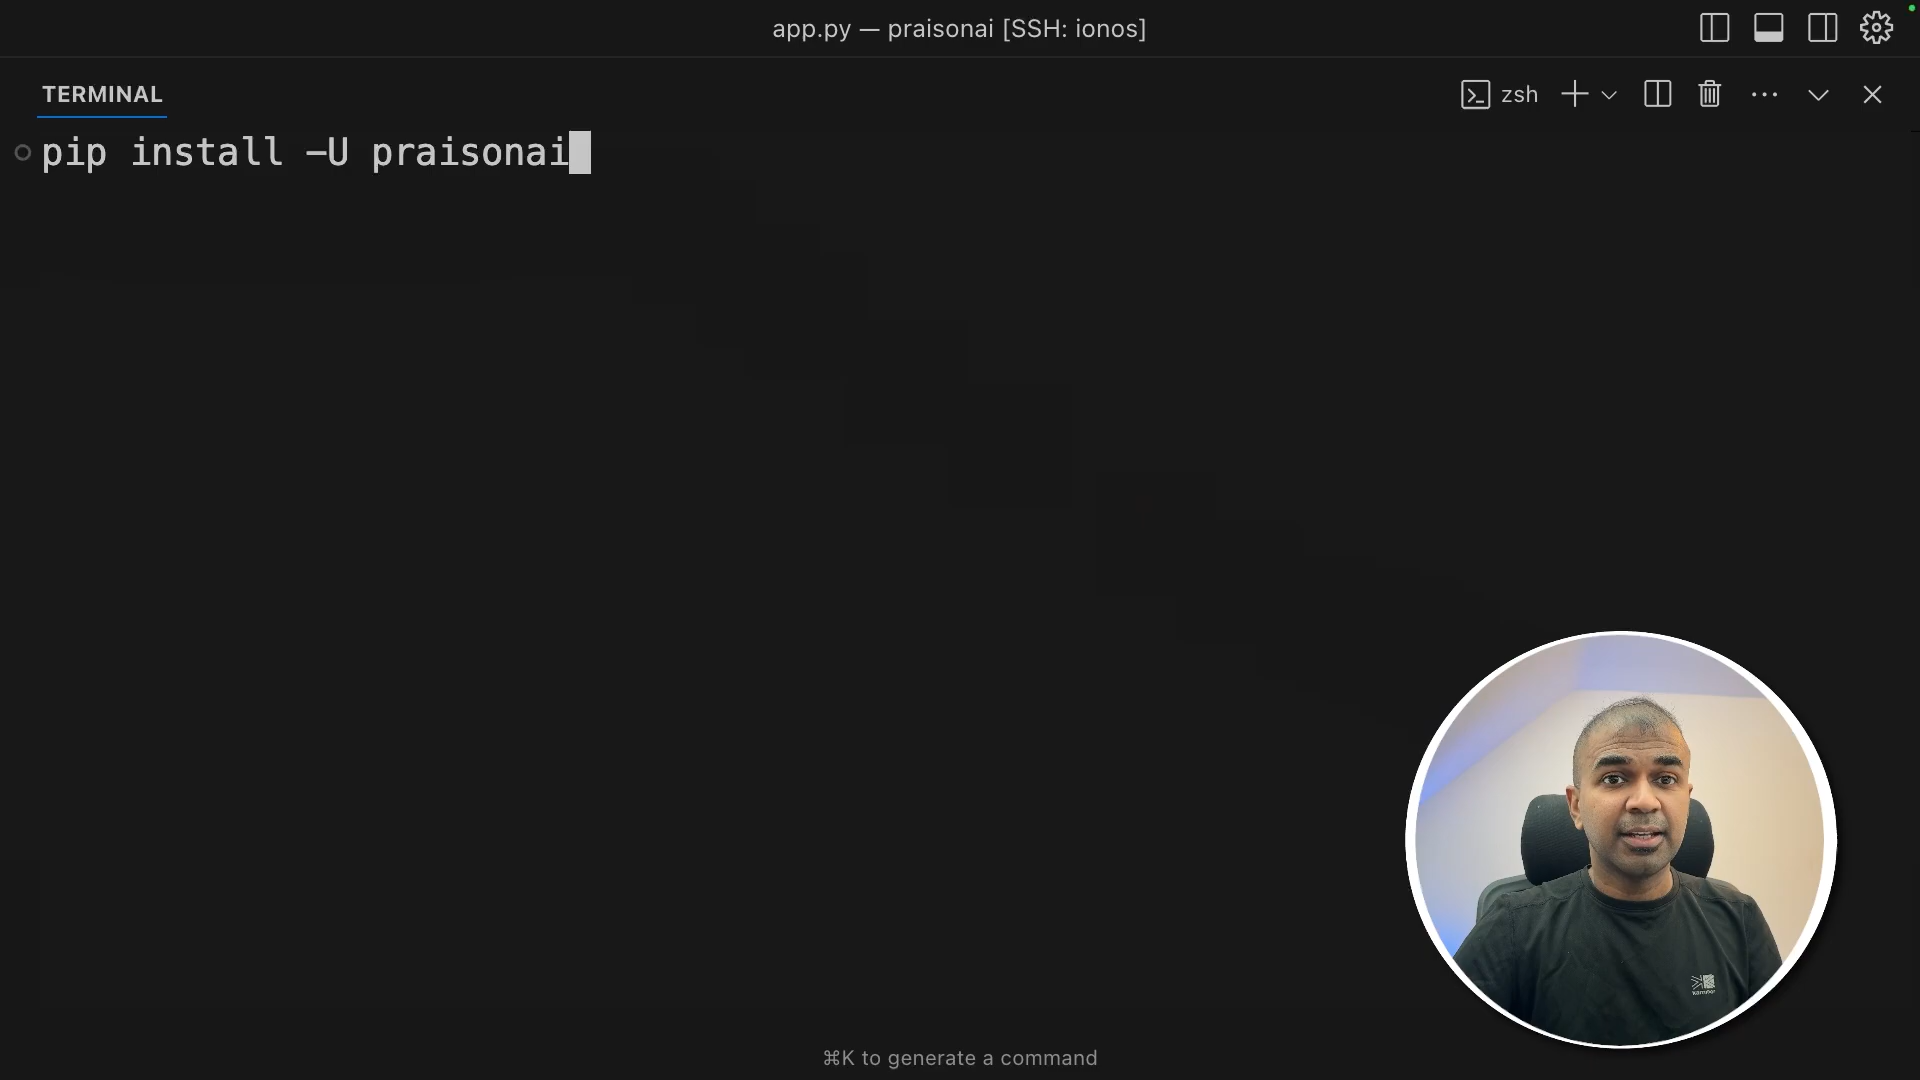 app.py — praisonai [SSH: ionos]
TERMINAL
zsh
pip install -U praisonai
⌘K to generate a command